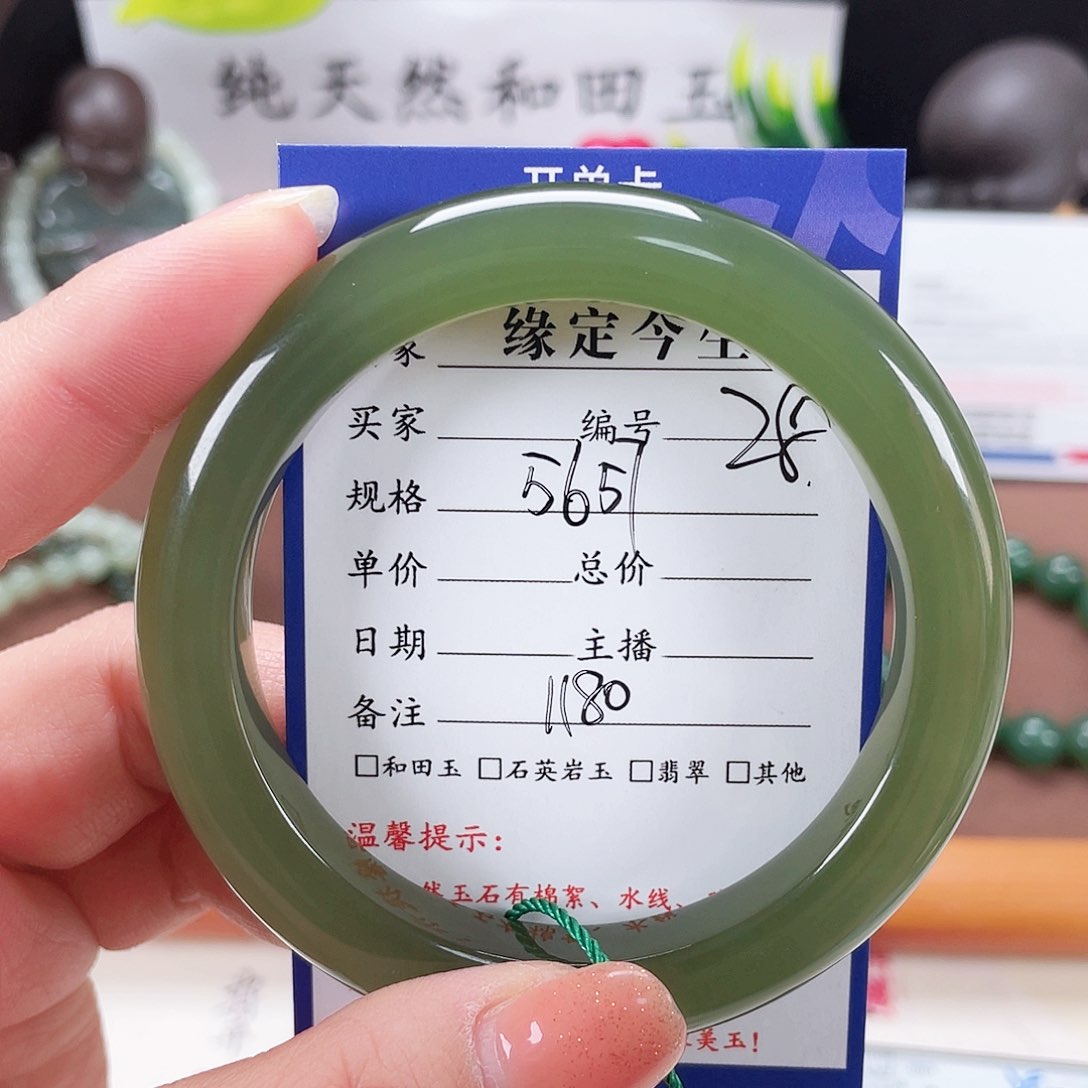 纯天然和田玉
开单卡
家 缘定今生
买家 编号 28
规格 5657
单价 总价
日期 主播
备注 1180
□和田玉 □石英岩玉 □翡翠 □其他
温馨提示:
然玉石有棉絮、水线、
美玉!